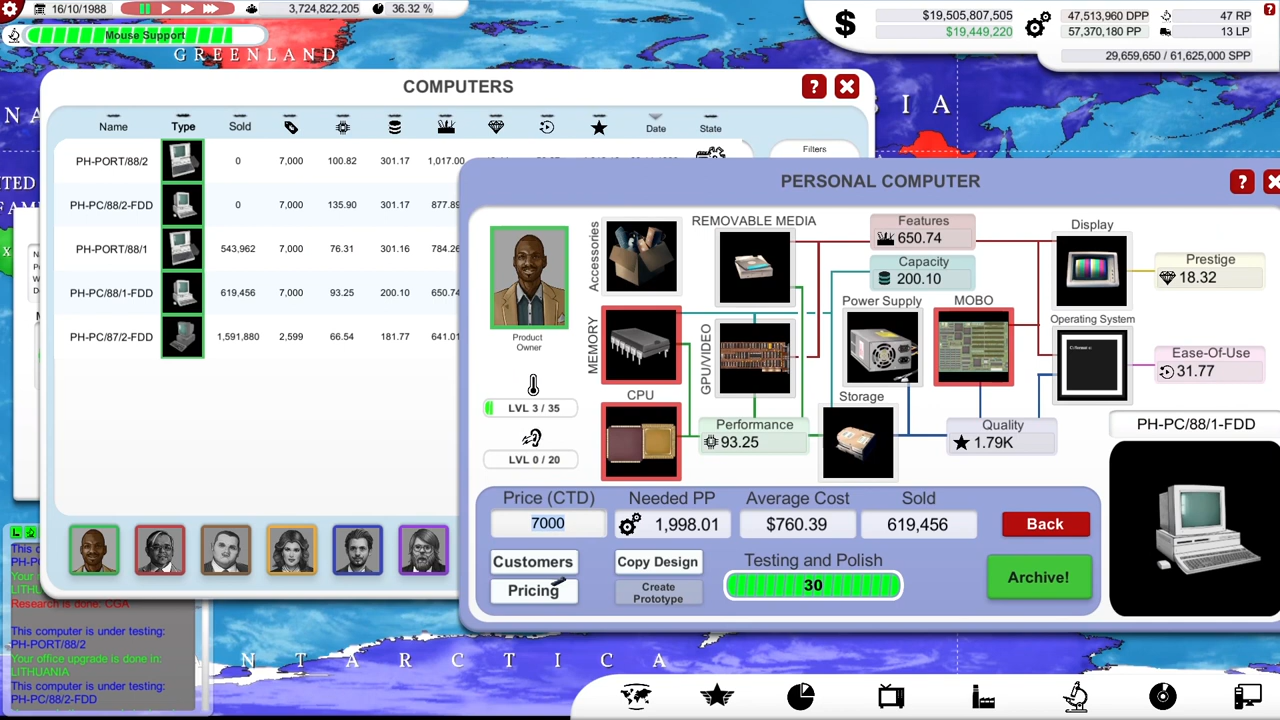 16/10/1988
3,724,822,205
36.32 %
Mouse Support
GREENLAND
$19,505,807,505
$19,449,220
47,513,960 DPP
57,370,180 PP
47 RP
13 LP
29,659,650 / 61,625,000 SPP
COMPUTERS
?
Name Type Sold Date State
Filters
PH-PORT/88/2 0 7,000 100.82 301.17 1,017.00
PH-PC/88/2-FDD 0 7,000 135.90 301.17 877.89
PH-PORT/88/1 543,962 7,000 76.31 301.16 784.26
PH-PC/88/1-FDD 619,456 7,000 93.25 200.10 650.74
PH-PC/87/2-FDD 1,591,880 2,599 66.54 181.77 641.01
PERSONAL COMPUTER
?
Product
Owner
LVL 3 / 35
LVL 0 / 20
Accessories
REMOVABLE MEDIA
Features
650.74
Capacity
200.10
Display
Prestige
18.32
MEMORY
GPU/VIDEO
Power Supply
MOBO
Operating System
Ease-Of-Use
31.77
CPU
Performance
93.25
Storage
Quality
1.79K
PH-PC/88/1-FDD
Price (CTD)
7000
Needed PP
1,998.01
Average Cost
$760.39
Sold
619,456
Back
Customers
Pricing
Copy Design
Create
Prototype
Testing and Polish
30
Archive!
Research is done: CGA
This computer is under testing:
PH-PORT/88/2
Your office upgrade is done in:
LITHUANIA
This computer is under testing:
PH-PC/88/2-FDD